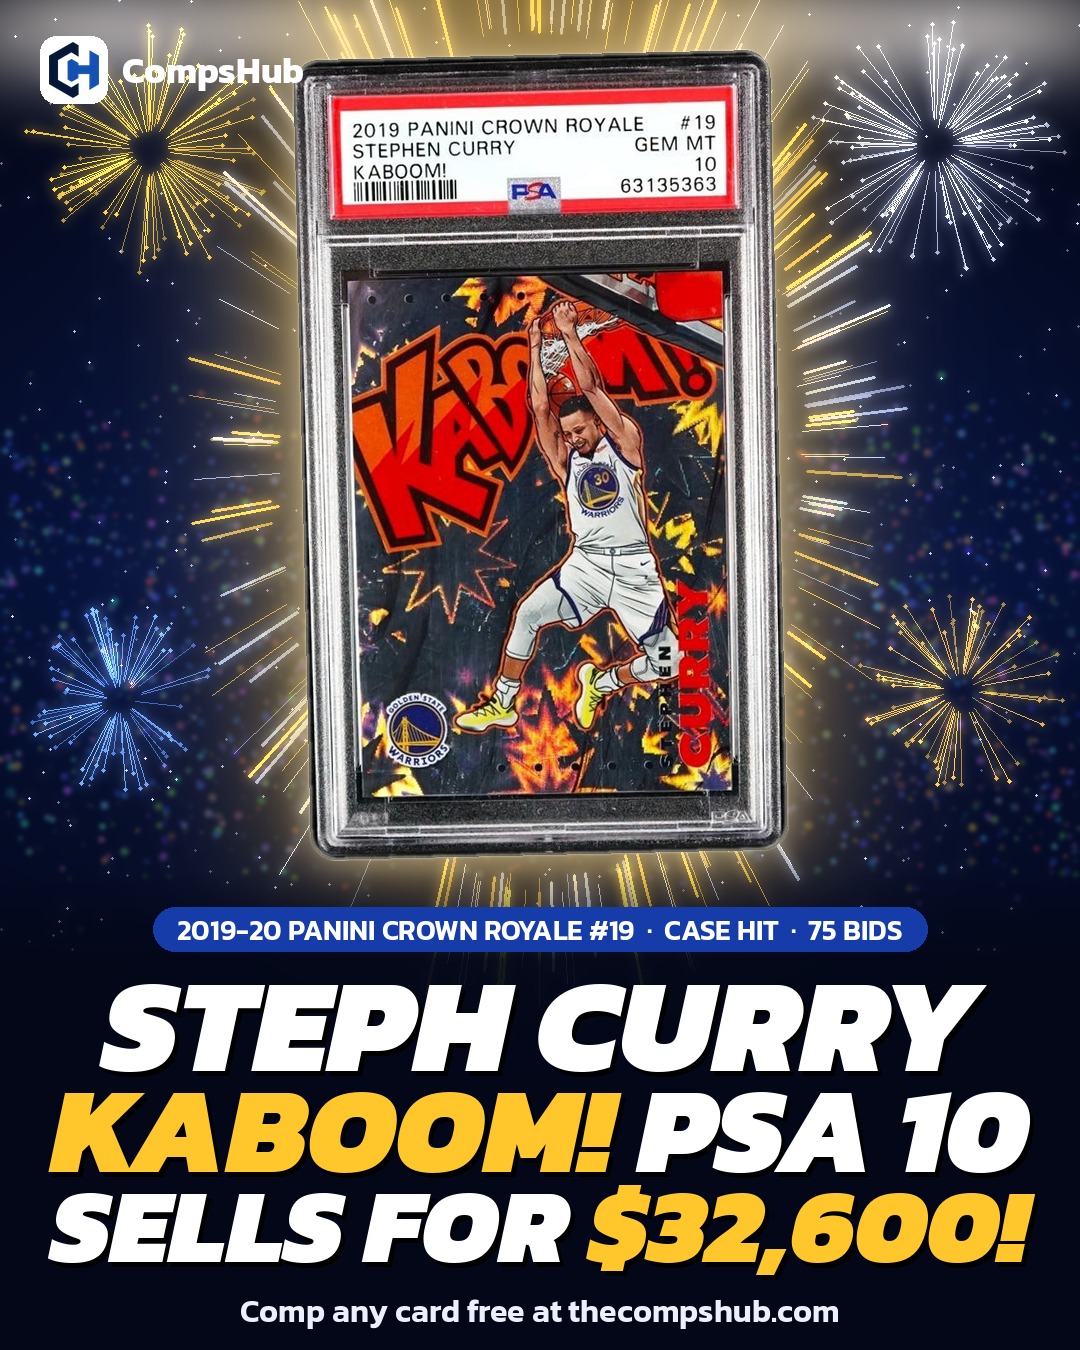 CompsHub
2019 PANINI CROWN ROYALE #19
STEPHEN CURRY GEM MT
KABOOM! 10
PSA 63135363
KABOOM!
30
WARRIORS
GOLDEN STATE
WARRIORS
STEPHEN
CURRY
PSA
2019-20 PANINI CROWN ROYALE #19 · CASE HIT · 75 BIDS
STEPH CURRY
KABOOM! PSA 10
SELLS FOR $32,600!
Comp any card free at thecompshub.com